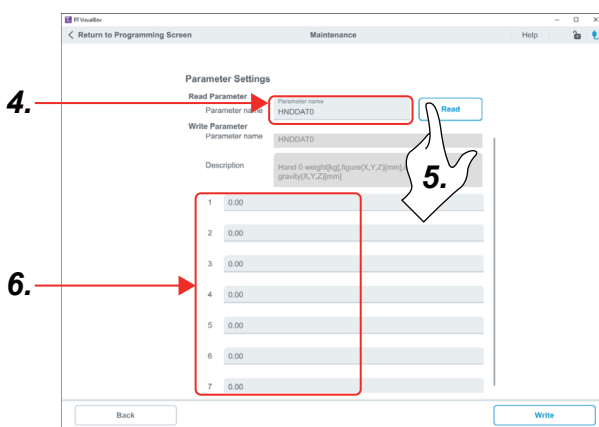 RT VisualBox
Return to Programming Screen
Maintenance
Help
Parameter Settings
Read Parameter
Parameter name
Parameter name
HNDDAT0
Read
Write Parameter
Parameter name
HNDDAT0
Description
Hand 0 weight[kg],figure(X,Y,Z)[mm],
gravity(X,Y,Z)[mm]
1 0.00
2 0.00
3 0.00
4 0.00
5 0.00
6 0.00
7 0.00
Back
Write
4.
5.
6.